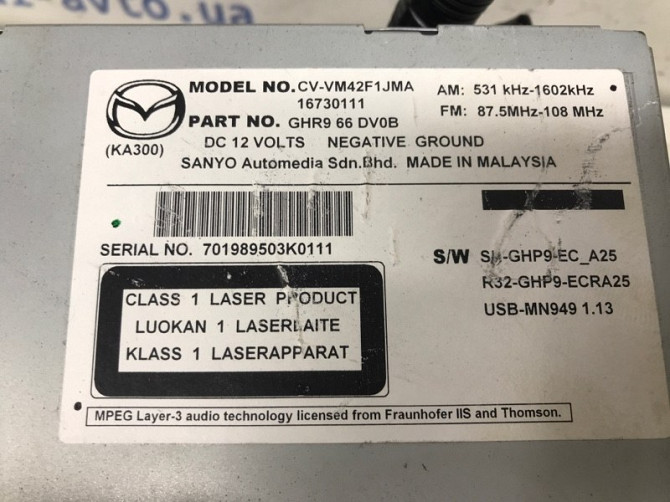 MODEL NO. CV-VM42F1JMA
16730111
PART NO. GHR9 66 DV0B
(KA300)
DC 12 VOLTS NEGATIVE GROUND
SANYO Automedia Sdn.Bhd. MADE IN MALAYSIA
AM: 531 kHz-1602kHz
FM: 87.5MHz-108 MHz
SERIAL NO. 701989503K0111
S/W
-GHP9-EC_A25
R32-GHP9-ECRA25
USB-MN949 1.13
CLASS 1 LASER PRODUCT
LUOKAN 1 LASERLAITE
KLASS 1 LASERAPPARAT
MPEG Layer-3 audio technology licensed from Fraunhofer IIS and Thomson.